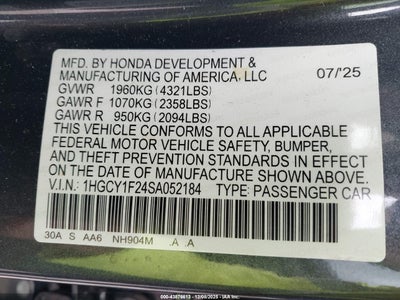 MFD. BY HONDA DEVELOPMENT &
MANUFACTURING OF AMERICA, LLC 07/25
GVWR 1960KG (4321LBS)
GAWR F 1070KG (2358LBS)
GAWR R 950KG (2094LBS)
THIS VEHICLE CONFORMS TO ALL APPLICABLE
FEDERAL MOTOR VEHICLE SAFETY, BUMPER,
AND THEFT PREVENTION STANDARDS IN EFFECT
ON THE DATE OF MANUFACTURE SHOWN ABOVE.
V.I.N: 1HGCY1F24SA052184 TYPE: PASSENGER CAR
30A S AA6 NH904M A A